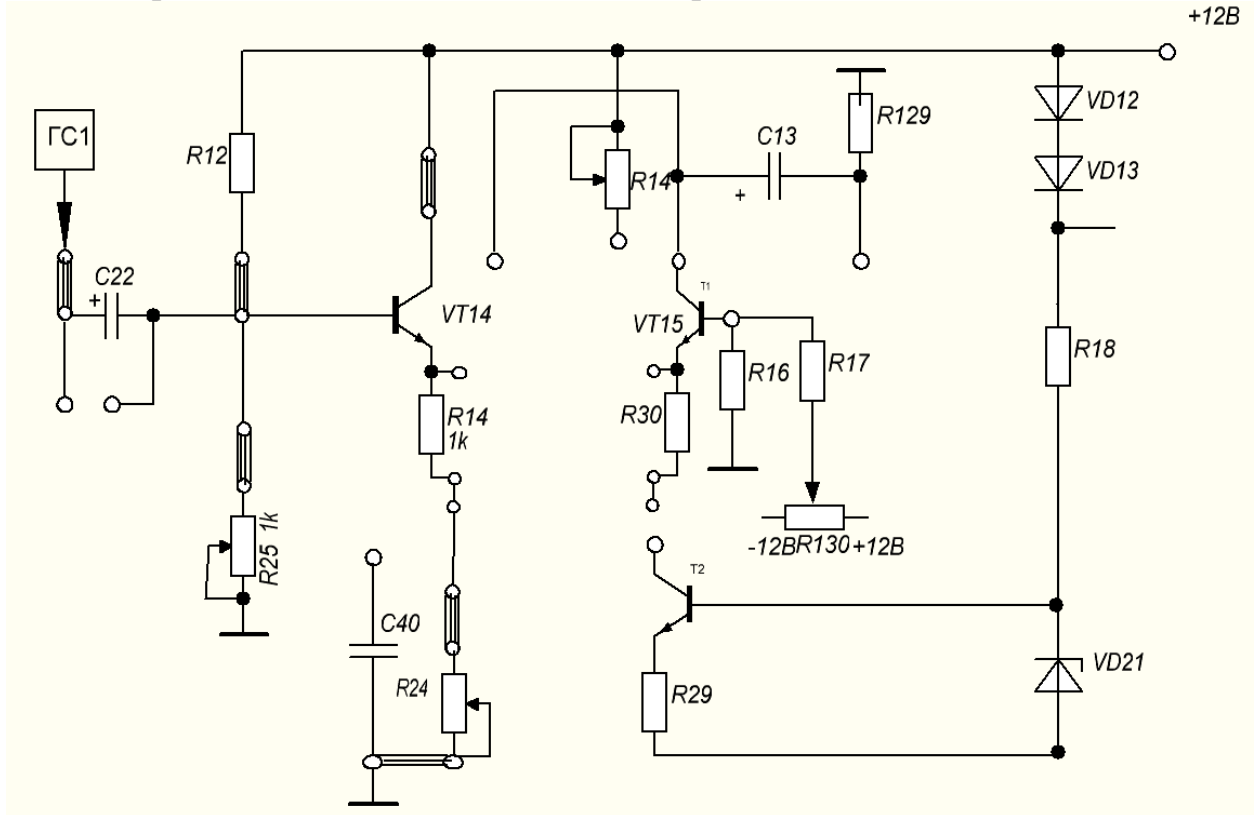 +12В
ГС1
R12
C22
+
VT14
R14
1k
R25 1k
C40
R24
R14
C13
+
R129
VD12
VD13
T1
VT15
R16
R17
R18
R30
-12В R130 +12В
T2
R29
VD21